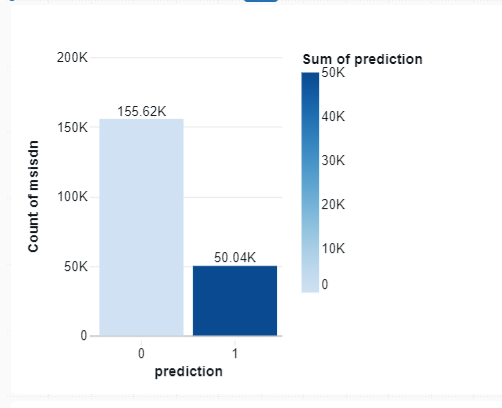 Sum of prediction
200K
150K
100K
50K
0
Count of msisdn
155.62K
50.04K
0
1
prediction
50K
40K
30K
20K
10K
0